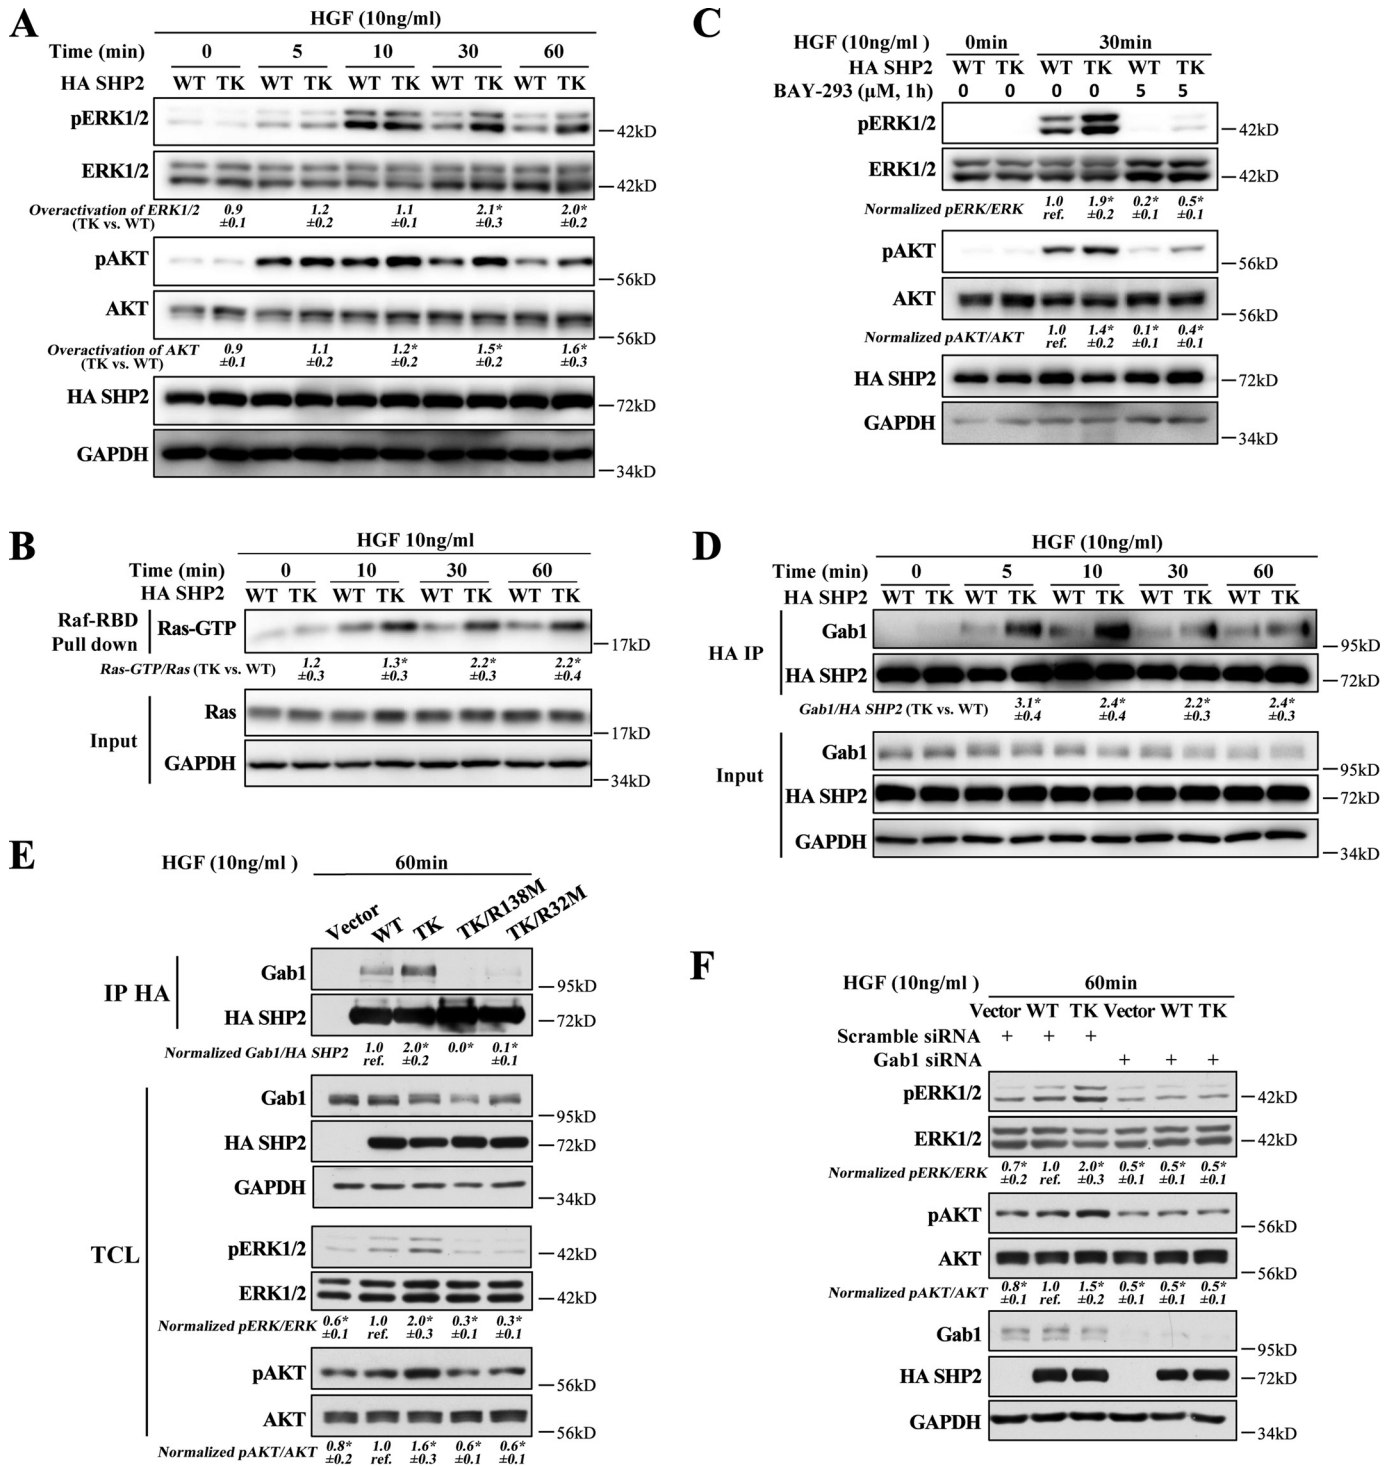 A
HGF (10ng/ml)
Time (min) 0 5 10 30 60
HA SHP2 WT TK WT TK WT TK WT TK WT TK
pERK1/2
42kD
ERK1/2
42kD
Overactivation of ERK1/2 0.9 1.2 1.1 2.1* 2.0*
(TK vs. WT) ±0.1 ±0.2 ±0.1 ±0.3 ±0.2
pAKT
56kD
AKT
56kD
Overactivation of AKT 0.9 1.1 1.2* 1.5* 1.6*
(TK vs. WT) ±0.1 ±0.2 ±0.2 ±0.2 ±0.3
HA SHP2
72kD
GAPDH
34kD
B
HGF 10ng/ml
Time (min) 0 10 30 60
HA SHP2 WT TK WT TK WT TK WT TK
Raf-RBD
Pull down
Ras-GTP
17kD
Ras-GTP/Ras (TK vs. WT) 1.2 1.3* 2.2* 2.2*
±0.3 ±0.3 ±0.3 ±0.4
Input
Ras
17kD
GAPDH
34kD
C
HGF (10ng/ml ) 0min 30min
HA SHP2 WT TK WT TK WT TK
BAY-293 (μM, 1h) 0 0 0 0 5 5
pERK1/2
42kD
ERK1/2
42kD
Normalized pERK/ERK 1.0 1.9* 0.2* 0.5*
ref. ±0.2 ±0.1 ±0.1
pAKT
56kD
AKT
56kD
Normalized pAKT/AKT 1.0 1.4* 0.1* 0.4*
ref. ±0.2 ±0.1 ±0.1
HA SHP2
72kD
GAPDH
34kD
D
HGF (10ng/ml)
Time (min) 0 5 10 30 60
HA SHP2 WT TK WT TK WT TK WT TK WT TK
HA IP
Gab1
95kD
HA SHP2
72kD
Gab1/HA SHP2 (TK vs. WT) 3.1* 2.4* 2.2* 2.4*
±0.4 ±0.4 ±0.3 ±0.3
Input
Gab1
95kD
HA SHP2
72kD
GAPDH
34kD
E
HGF (10ng/ml ) 60min
Vector WT TK TK/R138M TK/R32M
IP HA
Gab1
95kD
HA SHP2
72kD
Normalized Gab1/HA SHP2 1.0 2.0* 0.0* 0.1*
ref. ±0.2 ±0.1
TCL
Gab1
95kD
HA SHP2
72kD
GAPDH
34kD
pERK1/2
42kD
ERK1/2
42kD
Normalized pERK/ERK 0.6* 1.0 2.0* 0.3* 0.3*
±0.1 ref. ±0.3 ±0.1 ±0.1
pAKT
56kD
AKT
56kD
Normalized pAKT/AKT 0.8* 1.0 1.6* 0.6* 0.6*
±0.2 ref. ±0.3 ±0.1 ±0.1
F
HGF (10ng/ml ) 60min
Vector WT TK Vector WT TK
Scramble siRNA + + +
Gab1 siRNA + + +
pERK1/2
42kD
ERK1/2
42kD
Normalized pERK/ERK 0.7* 1.0 2.0* 0.5* 0.5* 0.5*
±0.2 ref. ±0.3 ±0.1 ±0.1 ±0.1
pAKT
56kD
AKT
56kD
Normalized pAKT/AKT 0.8* 1.0 1.5* 0.5* 0.5* 0.5*
±0.1 ref. ±0.2 ±0.1 ±0.1 ±0.1
Gab1
95kD
HA SHP2
72kD
GAPDH
34kD